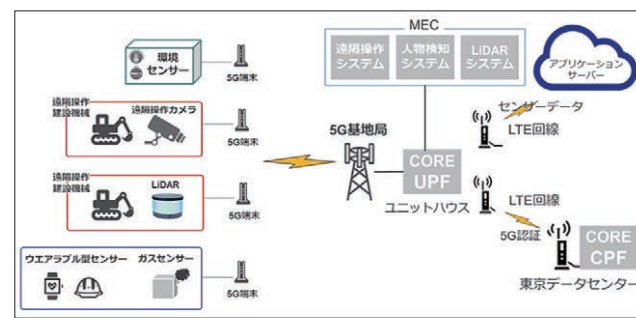 MEC
遠隔操作
システム
人物検知
システム
LiDAR
システム
アプリケーション
サーバー
環境
センサー
5G端末
遠隔操作
建設機械
遠隔操作カメラ
5G端末
遠隔操作
建設機械
LiDAR
5G端末
ウエアラブル型センサー
ガスセンサー
5G端末
5G基地局
CORE
UPF
ユニットハウス
センサーデータ
LTE回線
LTE回線
5G認証
CORE
CPF
東京データセンター